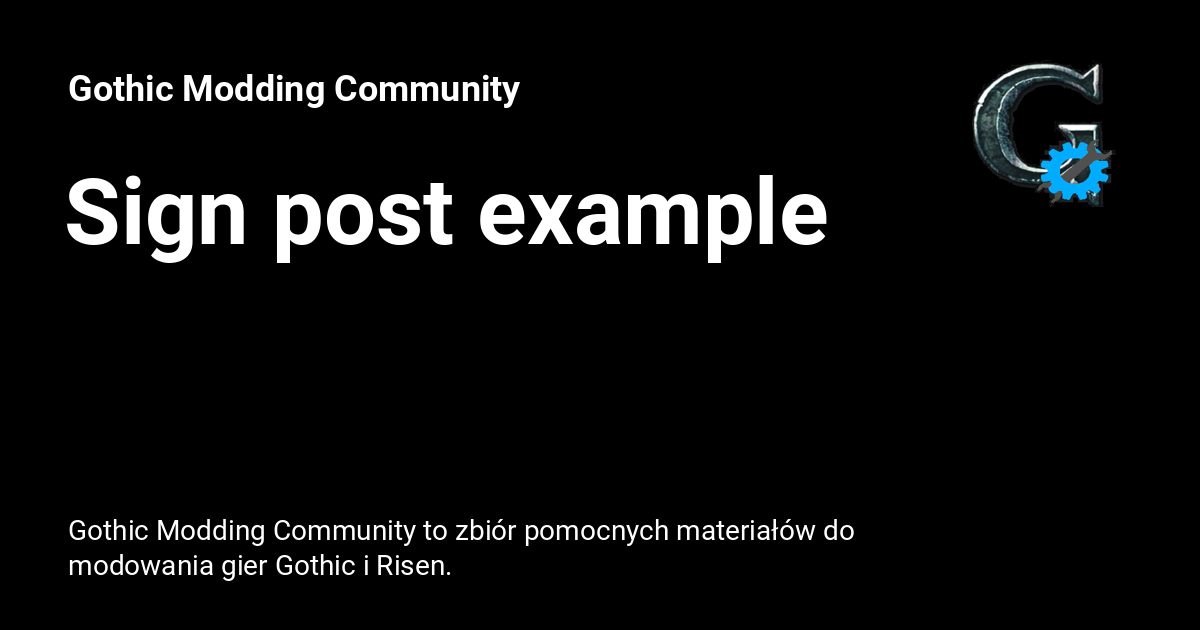 Gothic Modding Community
Sign post example
Gothic Modding Community to zbiór pomocnych materiałów do
modowania gier Gothic i Risen.